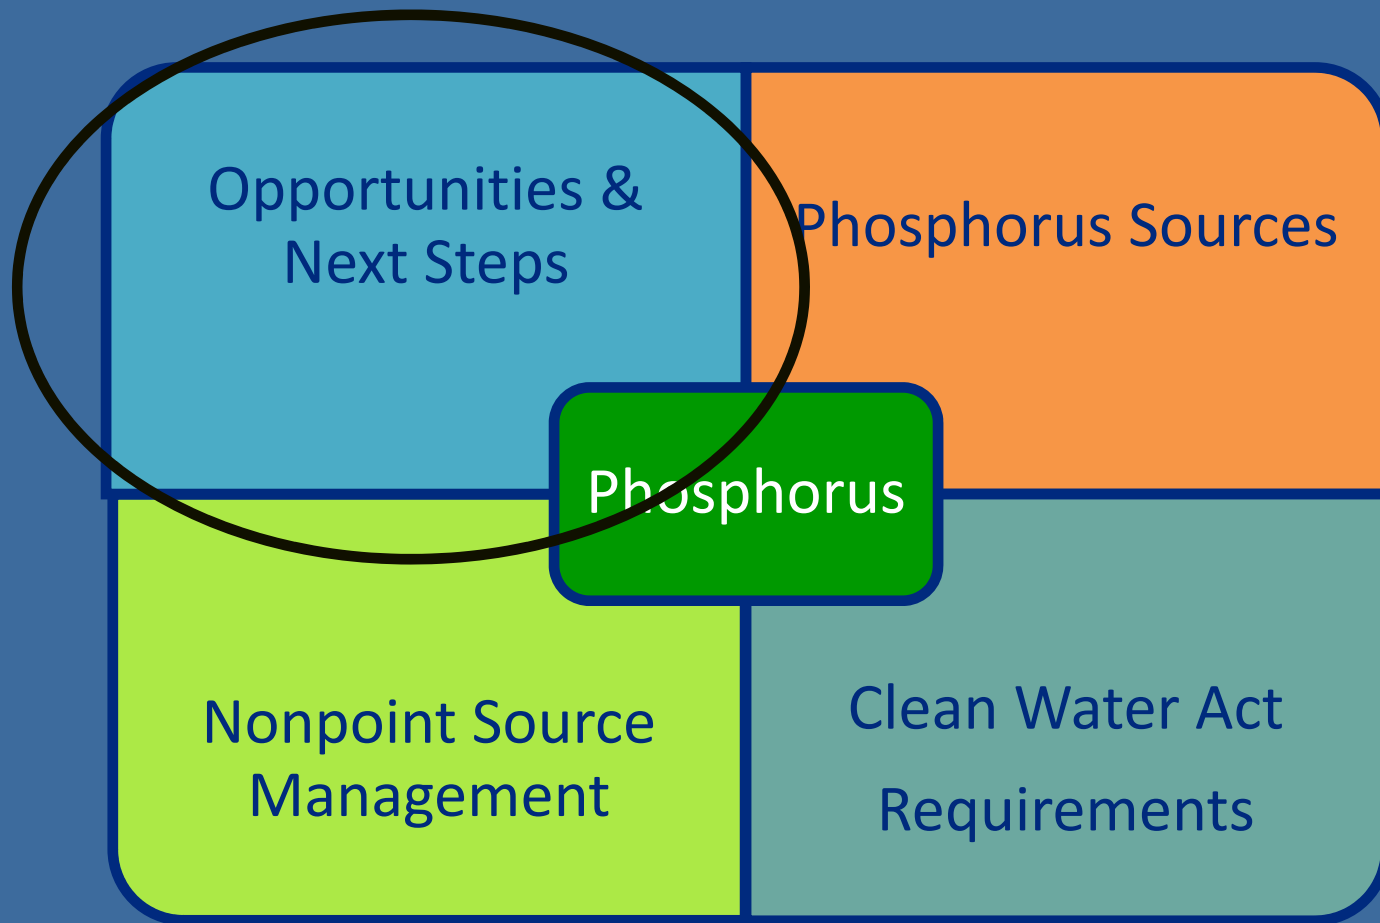 Opportunities &
Next Steps
Phosphorus Sources
Phosphorus
Nonpoint Source
Management
Clean Water Act
Requirements